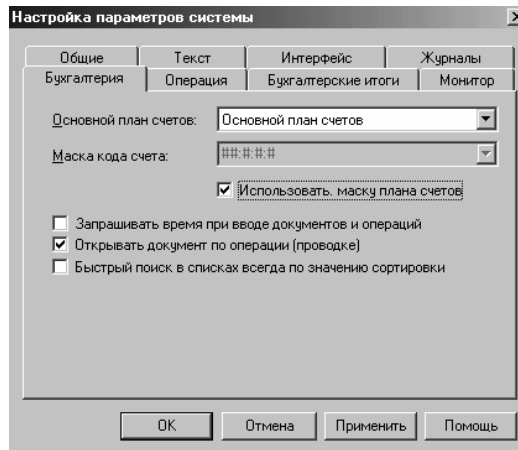 Настройка параметров системы
Общие Текст Интерфейс Журналы
Бухгалтерия Операция Бухгалтерские итоги Монитор
Основной план счетов: Основной план счетов
Маска кода счета: ##:#:#:#
Использовать. маску плана счетов
Запрашивать время при вводе документов и операций
Открывать документ по операции (проводке)
Быстрый поиск в списках всегда по значению сортировки
OK Отмена Применить Помощь